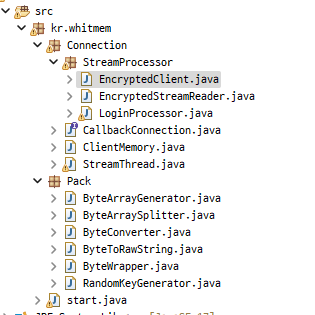 src
kr.whitmem
Connection
StreamProcessor
EncryptedClient.java
EncryptedStreamReader.java
LoginProcessor.java
CallbackConnection.java
ClientMemory.java
StreamThread.java
Pack
ByteArrayGenerator.java
ByteArraySplitter.java
ByteConverter.java
ByteToRawString.java
ByteWrapper.java
RandomKeyGenerator.java
start.java